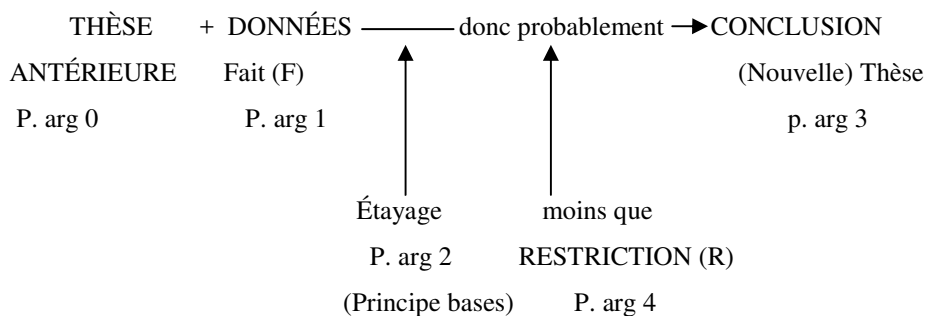 THÈSE + DONNÉES donc probablement CONCLUSION
ANTÉRIEURE Fait (F) (Nouvelle) Thèse
P. arg 0 P. arg 1 p. arg 3
Étayage moins que
P. arg 2 RESTRICTION (R)
(Principe bases) P. arg 4